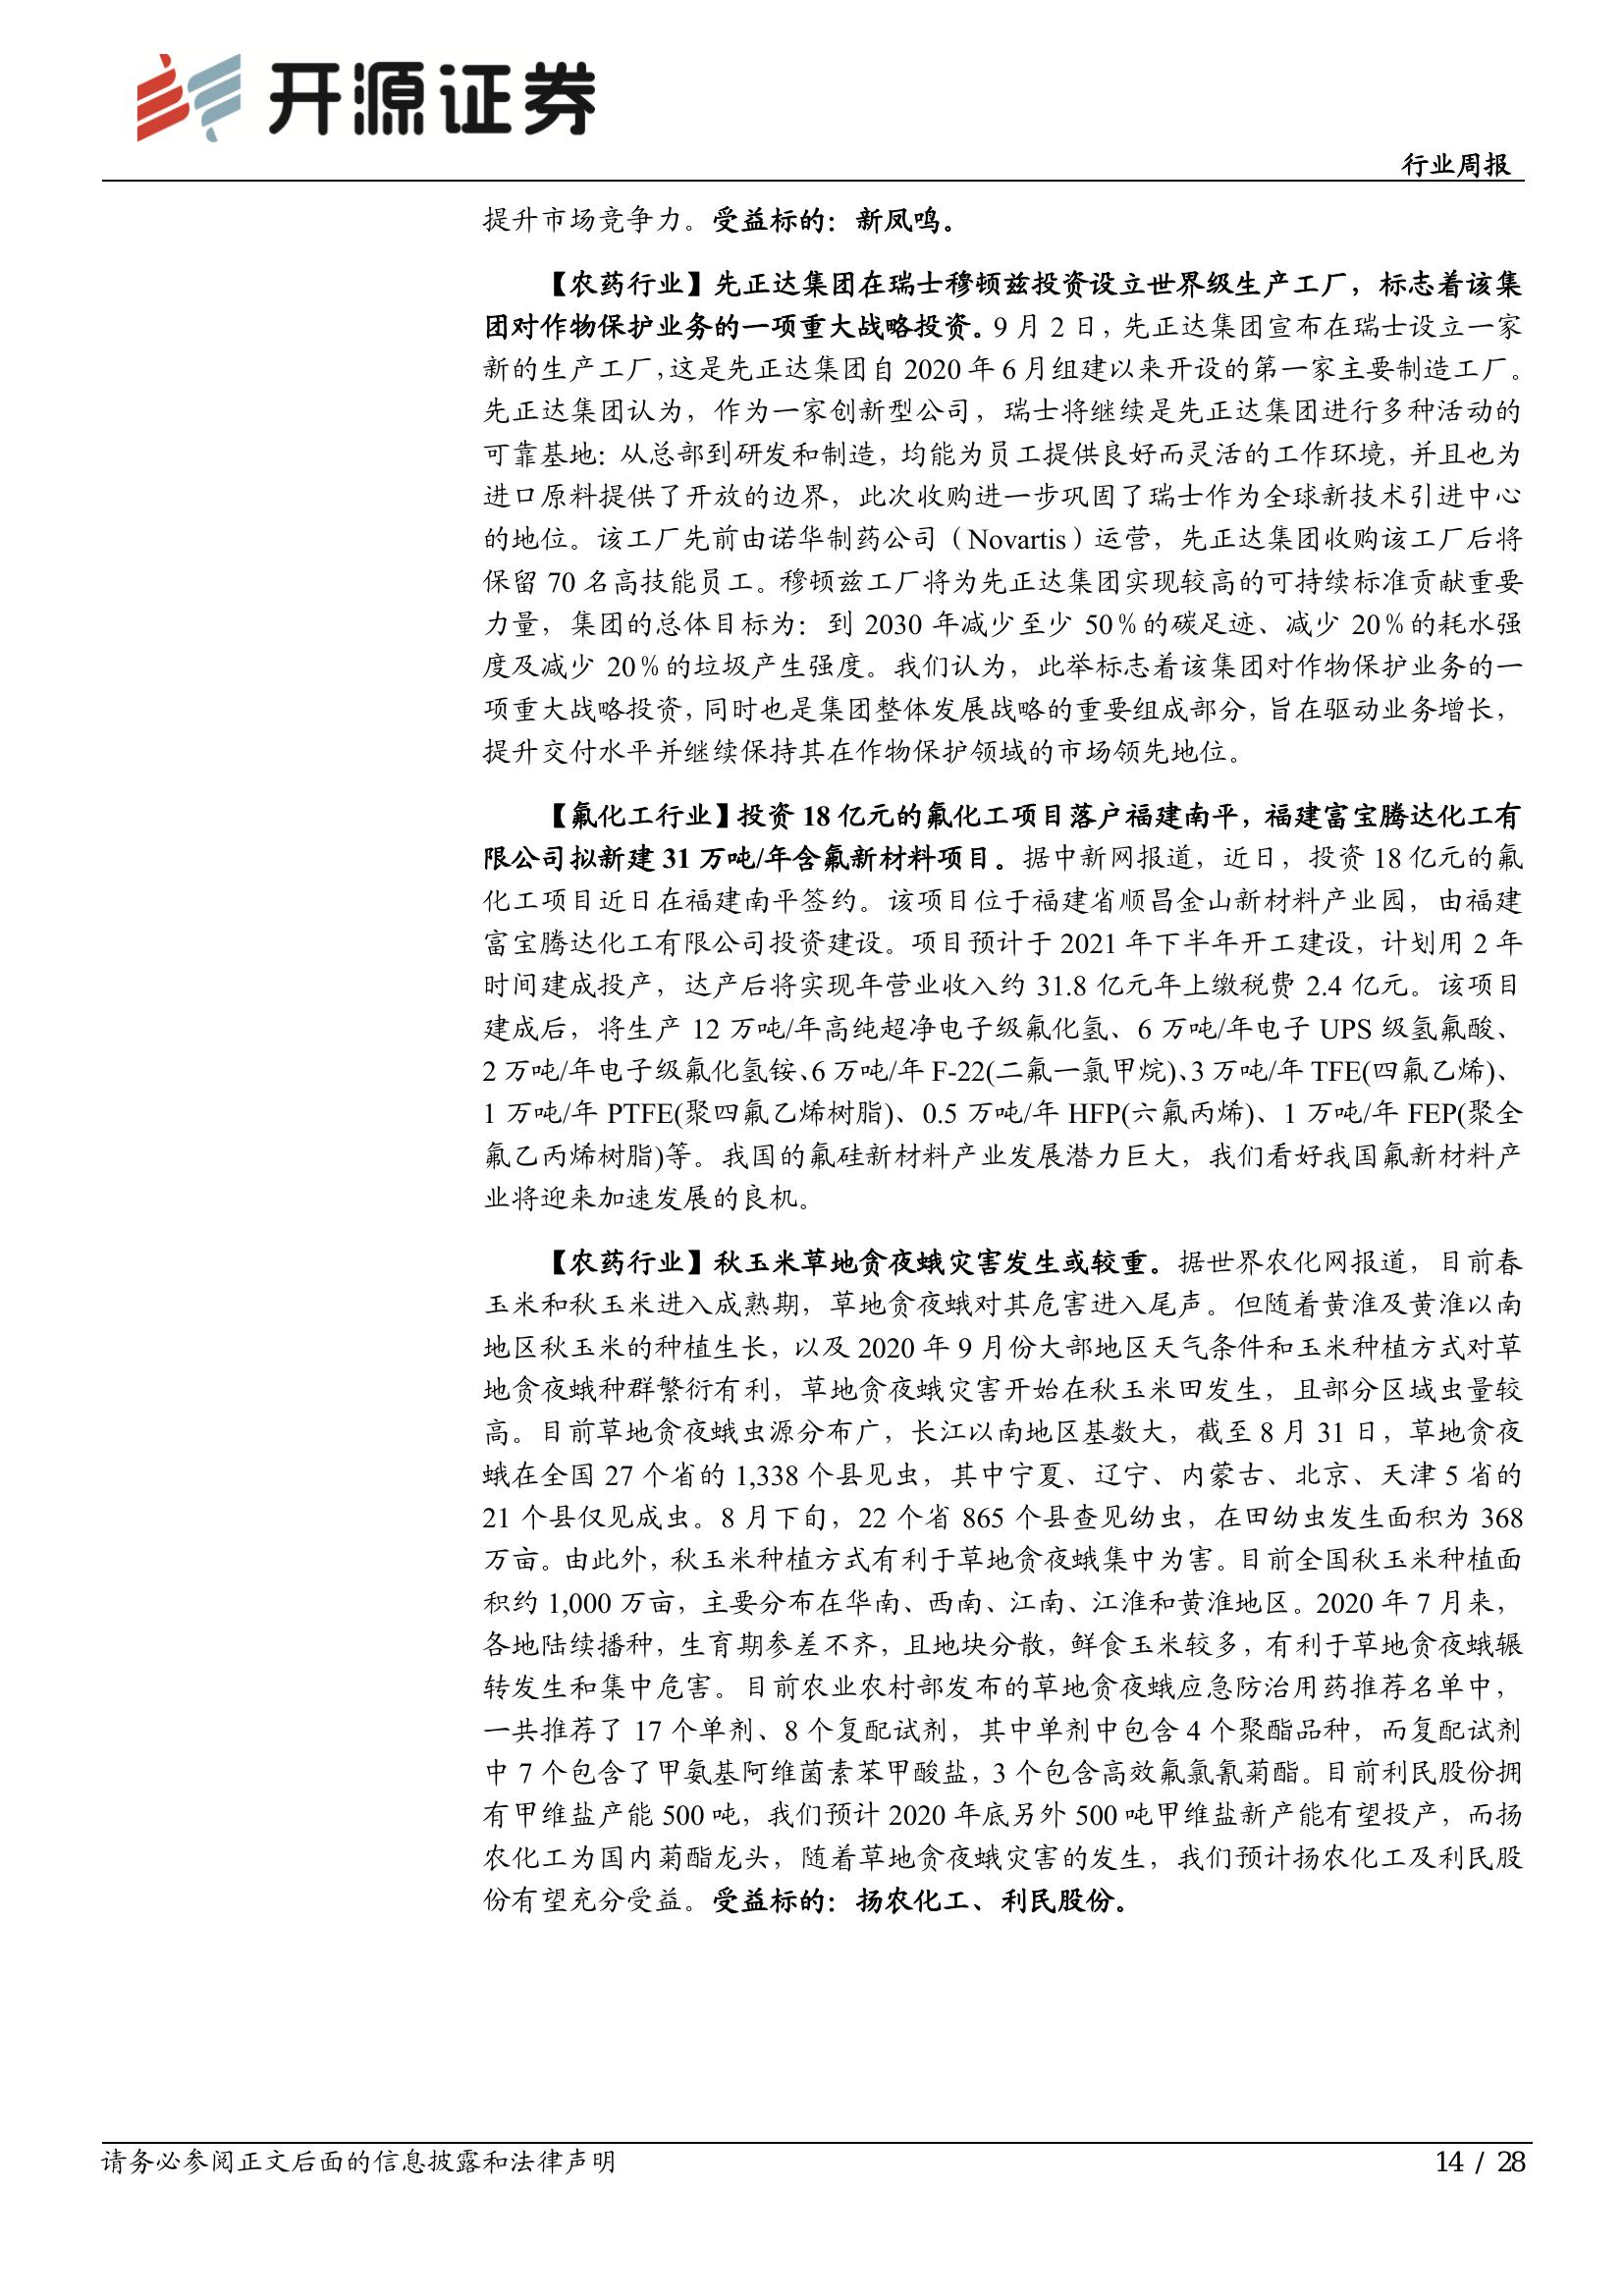 开源证券
行业周报
提升市场竞争力。受益标的：新凤鸣。
【农药行业】先正达集团在瑞士穆顿兹投资设立世界级生产工厂，标志着该集
团对作物保护业务的一项重大战略投资。9 月 2 日，先正达集团宣布在瑞士设立一家
新的生产工厂，这是先正达集团自 2020 年 6 月组建以来开设的第一家主要制造工厂。
先正达集团认为，作为一家创新型公司，瑞士将继续是先正达集团进行多种活动的
可靠基地：从总部到研发和制造，均能为员工提供良好而灵活的工作环境，并且也为
进口原料提供了开放的边界，此次收购进一步巩固了瑞士作为全球新技术引进中心
的地位。该工厂先前由诺华制药公司（Novartis）运营，先正达集团收购该工厂后将
保留 70 名高技能员工。穆顿兹工厂将为先正达集团实现较高的可持续标准贡献重要
力量，集团的总体目标为：到 2030 年减少至少 50％的碳足迹、减少 20％的耗水强
度及减少 20％的垃圾产生强度。我们认为，此举标志着该集团对作物保护业务的一
项重大战略投资，同时也是集团整体发展战略的重要组成部分，旨在驱动业务增长，
提升交付水平并继续保持其在作物保护领域的市场领先地位。
【氟化工行业】投资 18 亿元的氟化工项目落户福建南平，福建富宝腾达化工有
限公司拟新建 31 万吨/年含氟新材料项目。据中新网报道，近日，投资 18 亿元的氟
化工项目近日在福建南平签约。该项目位于福建省顺昌金山新材料产业园，由福建
富宝腾达化工有限公司投资建设。项目预计于 2021 年下半年开工建设，计划用 2 年
时间建成投产，达产后将实现年营业收入约 31.8 亿元年上缴税费 2.4 亿元。该项目
建成后，将生产 12 万吨/年高纯超净电子级氟化氢、6 万吨/年电子 UPS 级氢氟酸、
2 万吨/年电子级氟化氢铵、6 万吨/年 F-22(二氟一氯甲烷)、3 万吨/年 TFE(四氟乙烯)、
1 万吨/年 PTFE(聚四氟乙烯树脂)、0.5 万吨/年 HFP(六氟丙烯)、1 万吨/年 FEP(聚全
氟乙丙烯树脂)等。我国的氟硅新材料产业发展潜力巨大，我们看好我国氟新材料产
业将迎来加速发展的良机。
【农药行业】秋玉米草地贪夜蛾灾害发生或较重。据世界农化网报道，目前春
玉米和秋玉米进入成熟期，草地贪夜蛾对其危害进入尾声。但随着黄淮及黄淮以南
地区秋玉米的种植生长，以及 2020 年 9 月份大部地区天气条件和玉米种植方式对草
地贪夜蛾种群繁衍有利，草地贪夜蛾灾害开始在秋玉米田发生，且部分区域虫量较
高。目前草地贪夜蛾虫源分布广，长江以南地区基数大，截至 8 月 31 日，草地贪夜
蛾在全国 27 个省的 1,338 个县见虫，其中宁夏、辽宁、内蒙古、北京、天津 5 省的
21 个县仅见成虫。8 月下旬，22 个省 865 个县查见幼虫，在田幼虫发生面积为 368
万亩。由此外，秋玉米种植方式有利于草地贪夜蛾集中为害。目前全国秋玉米种植面
积约 1,000 万亩，主要分布在华南、西南、江南、江淮和黄淮地区。2020 年 7 月来，
各地陆续播种，生育期参差不齐，且地块分散，鲜食玉米较多，有利于草地贪夜蛾辗
转发生和集中危害。目前农业农村部发布的草地贪夜蛾应急防治用药推荐名单中，
一共推荐了 17 个单剂、8 个复配试剂，其中单剂中包含 4 个聚酯品种，而复配试剂
中 7 个包含了甲氨基阿维菌素苯甲酸盐，3 个包含高效氟氯氰菊酯。目前利民股份拥
有甲维盐产能 500 吨，我们预计 2020 年底另外 500 吨甲维盐新产能有望投产，而扬
农化工为国内菊酯龙头，随着草地贪夜蛾灾害的发生，我们预计扬农化工及利民股
份有望充分受益。受益标的：扬农化工、利民股份。
请务必参阅正文后面的信息披露和法律声明
14 / 28